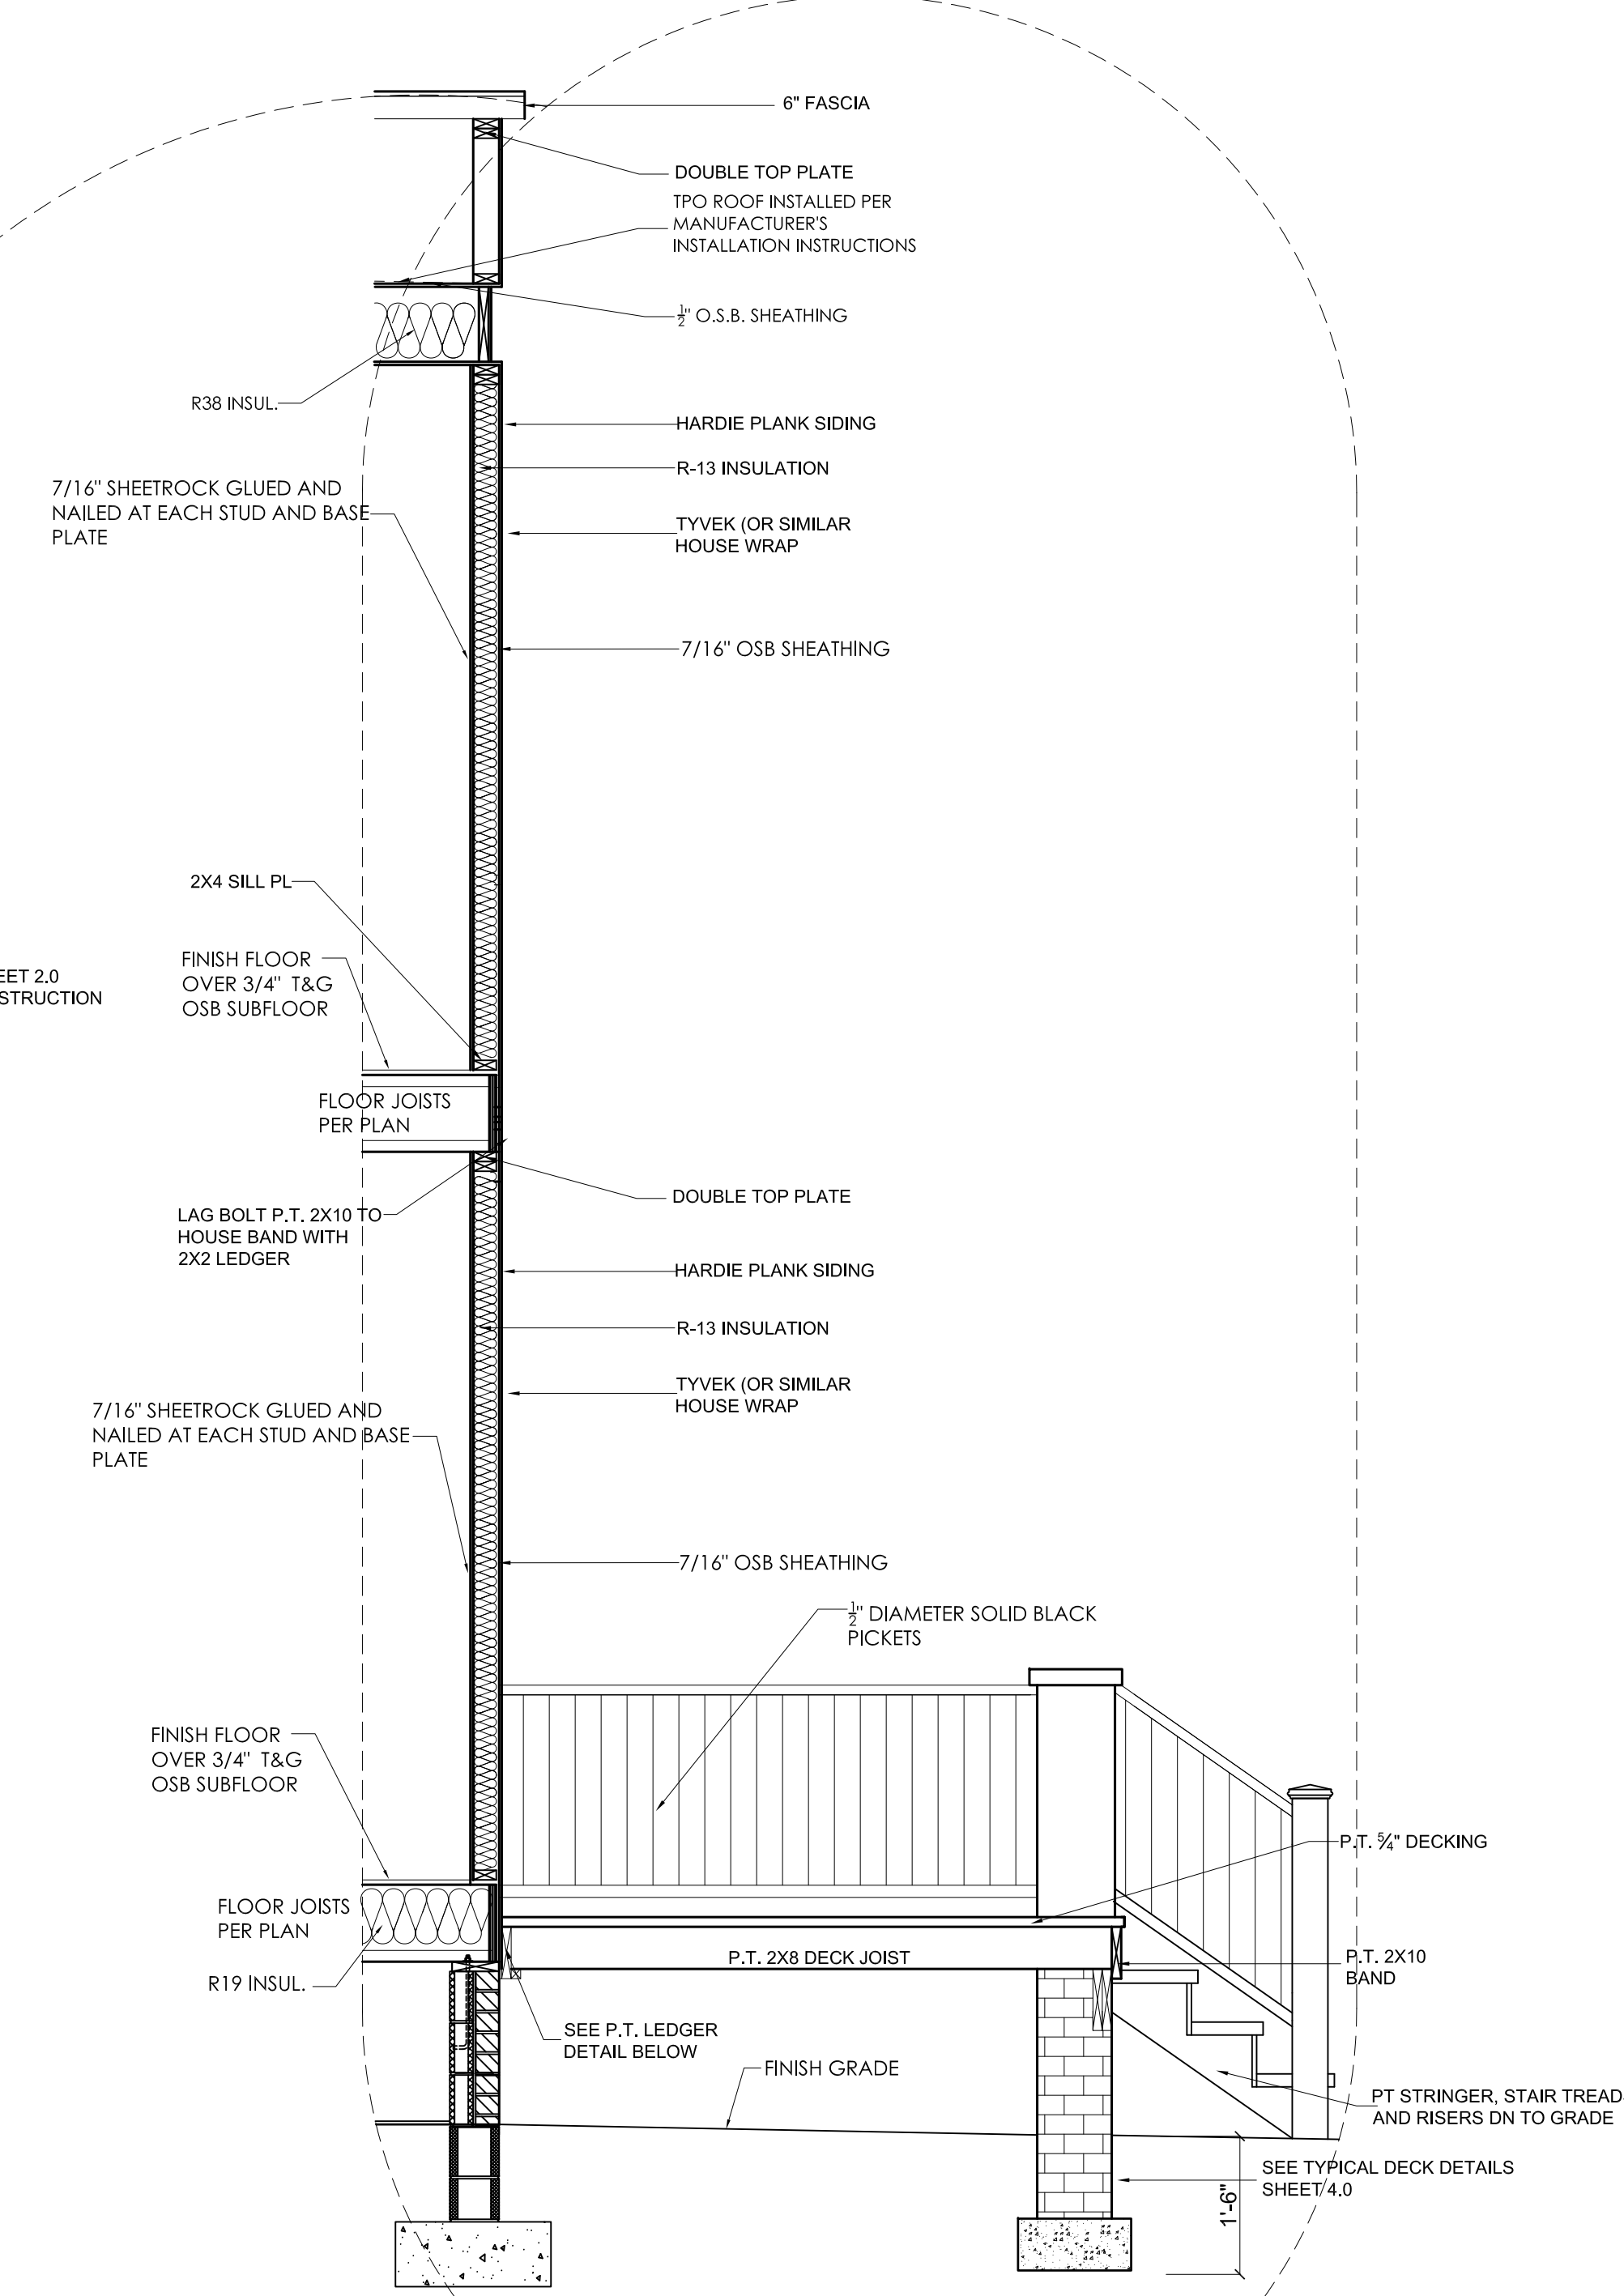 6" FASCIA
DOUBLE TOP PLATE
TPO ROOF INSTALLED PER
MANUFACTURER'S
INSTALLATION INSTRUCTIONS
½" O.S.B. SHEATHING
R38 INSUL.
HARDIE PLANK SIDING
R-13 INSULATION
7/16" SHEETROCK GLUED AND
NAILED AT EACH STUD AND BASE
PLATE
TYVEK (OR SIMILAR
HOUSE WRAP
7/16" OSB SHEATHING
2X4 SILL PL
FINISH FLOOR
OVER 3/4" T&G
OSB SUBFLOOR
EET 2.0
STRUCTION
FLOOR JOISTS
PER PLAN
DOUBLE TOP PLATE
LAG BOLT P.T. 2X10 TO
HOUSE BAND WITH
2X2 LEDGER
HARDIE PLANK SIDING
R-13 INSULATION
TYVEK (OR SIMILAR
HOUSE WRAP
7/16" SHEETROCK GLUED AND
NAILED AT EACH STUD AND BASE
PLATE
7/16" OSB SHEATHING
½" DIAMETER SOLID BLACK
PICKETS
FINISH FLOOR
OVER 3/4" T&G
OSB SUBFLOOR
P.T. 5/4" DECKING
FLOOR JOISTS
PER PLAN
P.T. 2X8 DECK JOIST
P.T. 2X10
BAND
R19 INSUL.
SEE P.T. LEDGER
DETAIL BELOW
FINISH GRADE
PT STRINGER, STAIR TREAD
AND RISERS DN TO GRADE
SEE TYPICAL DECK DETAILS
SHEET 4.0
1'-6"